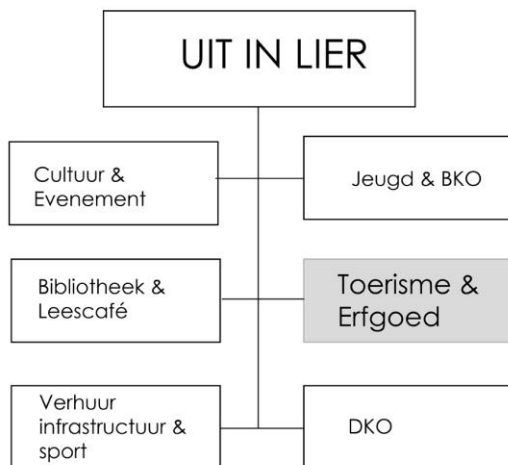 UIT IN LIER
Cultuur &
Evenement
Jeugd & BKO
Bibliotheek &
Leescafé
Toerisme &
Erfgoed
Verhuur
infrastructuur &
sport
DKO